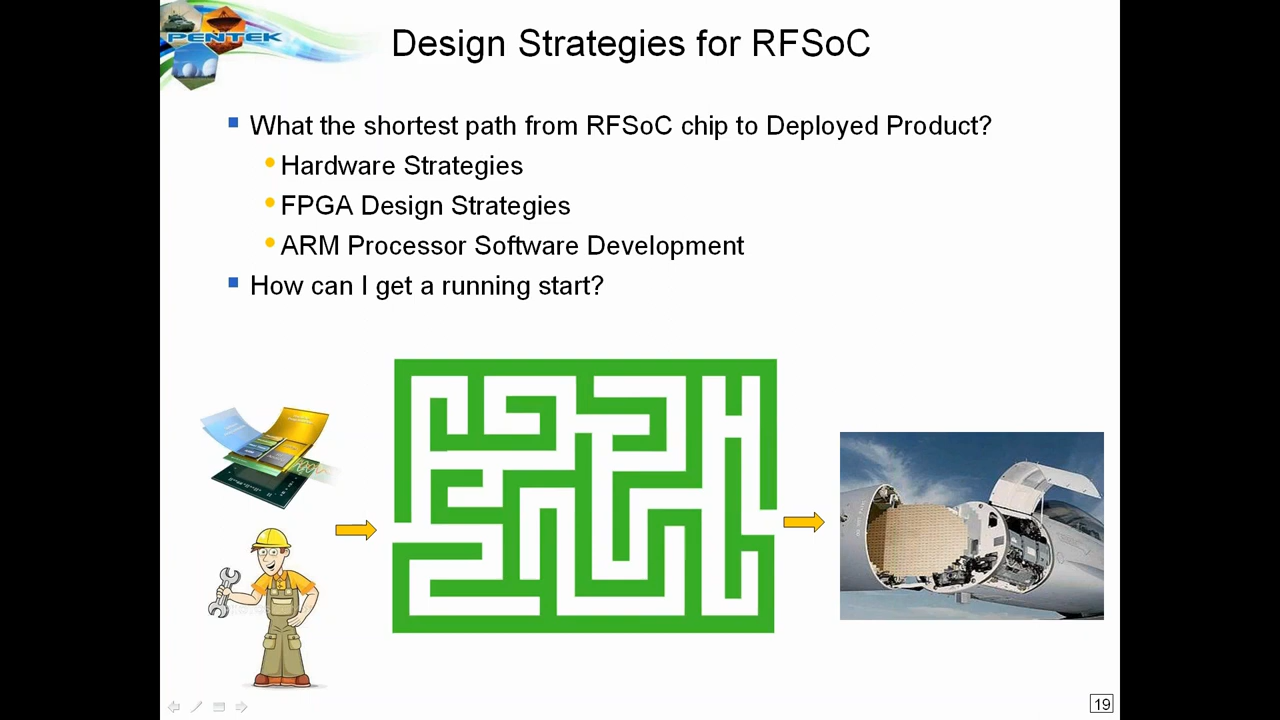 PENTEK
Design Strategies for RFSoC
What the shortest path from RFSoC chip to Deployed Product?
Hardware Strategies
FPGA Design Strategies
ARM Processor Software Development
How can I get a running start?
19